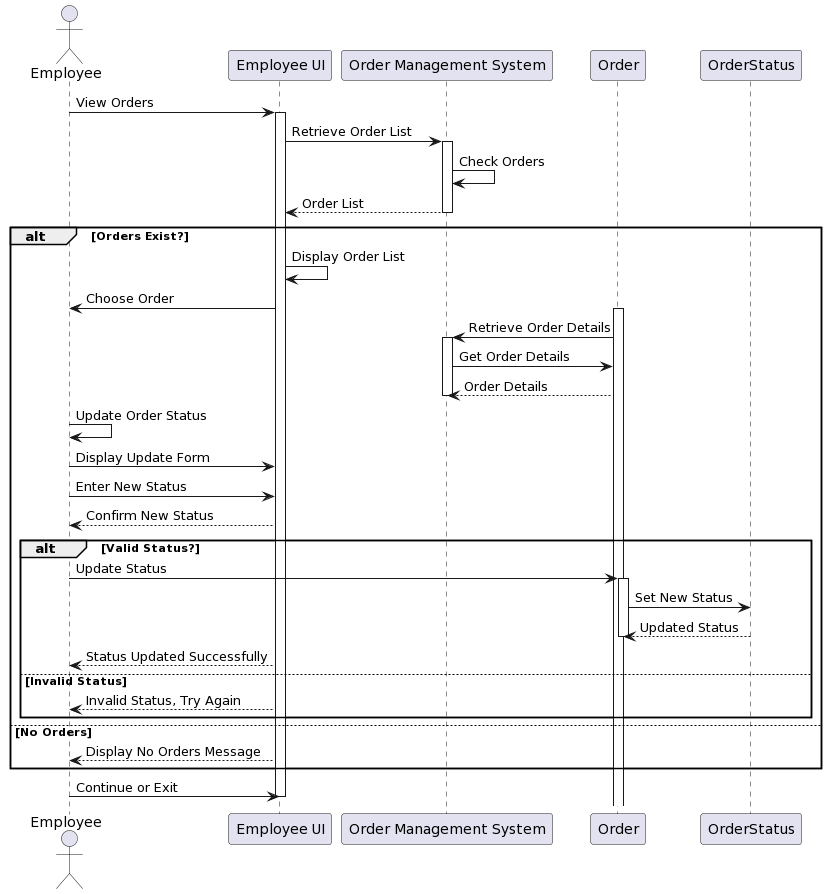 Employee
Employee UI
Order Management System
Order
OrderStatus
View Orders
Retrieve Order List
Check Orders
Order List
alt
[Orders Exist?]
Display Order List
Choose Order
Retrieve Order Details
Get Order Details
Order Details
Update Order Status
Display Update Form
Enter New Status
Confirm New Status
alt
[Valid Status?]
Update Status
Set New Status
Updated Status
Status Updated Successfully
[Invalid Status]
Invalid Status, Try Again
[No Orders]
Display No Orders Message
Continue or Exit
Employee
Employee UI
Order Management System
Order
OrderStatus